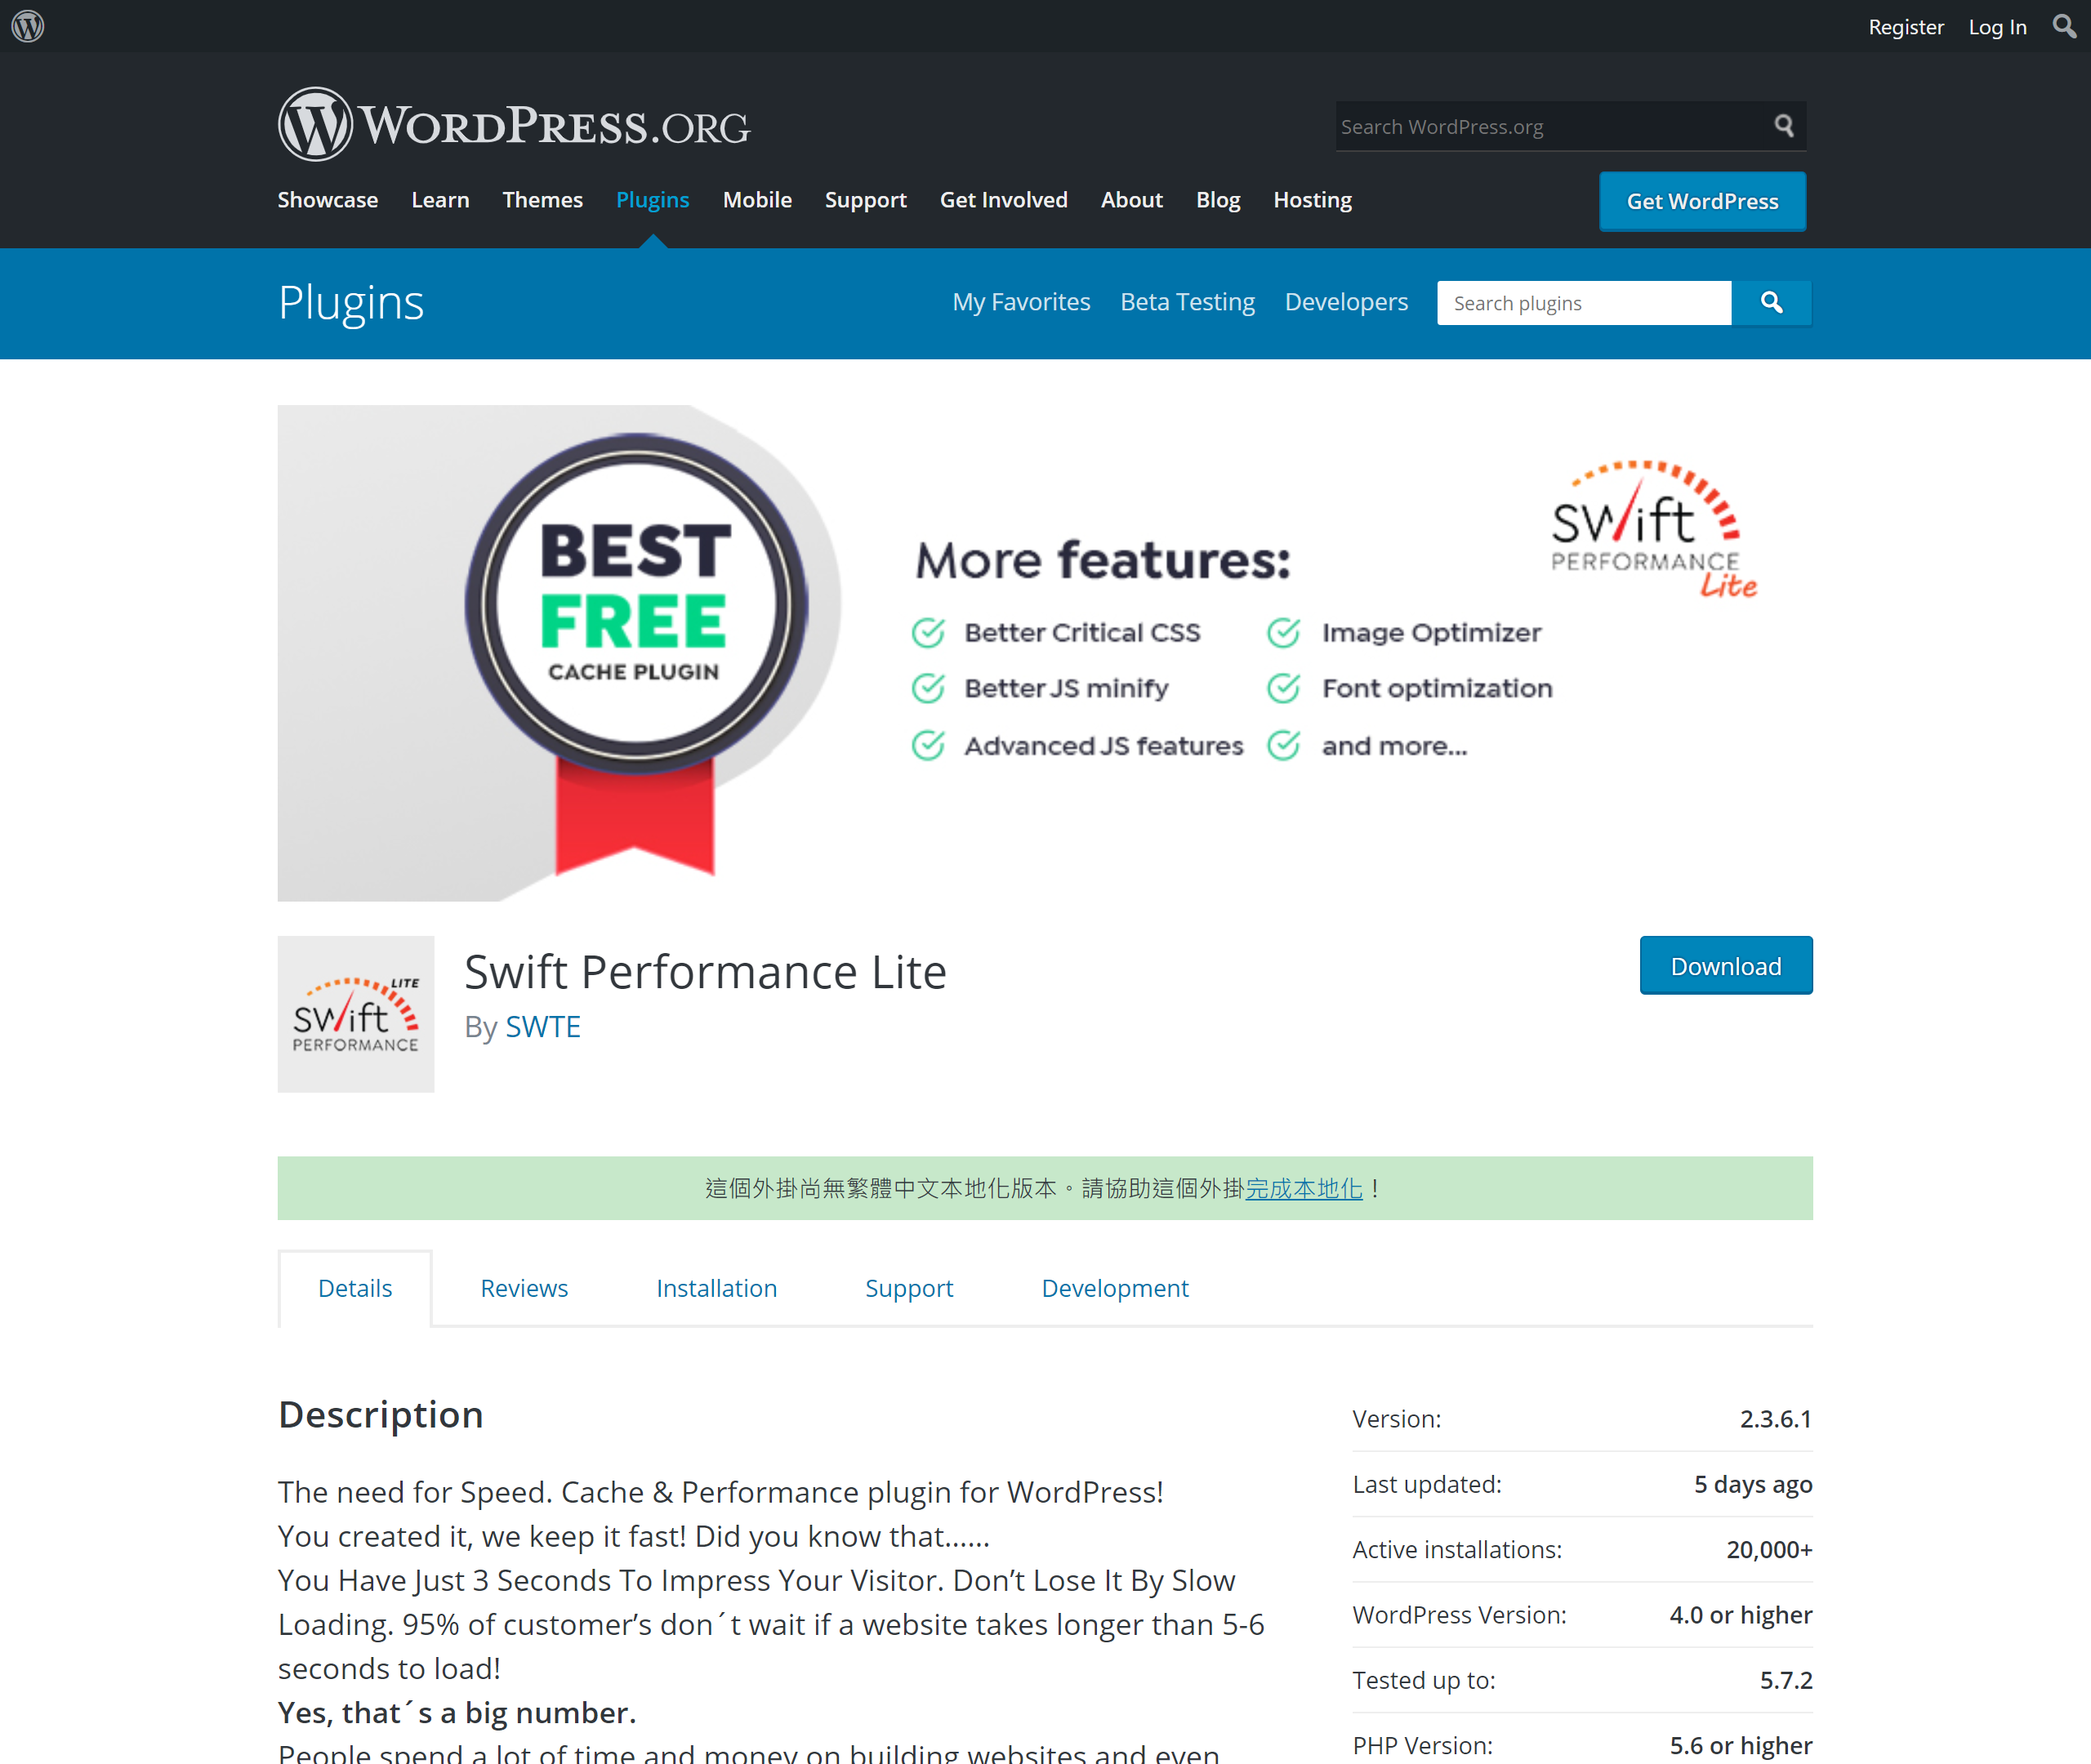 Register Log In
WORDPRESS.ORG
Search WordPress.org
Showcase Learn Themes Plugins Mobile Support Get Involved About Blog Hosting
Get WordPress
Plugins
My Favorites Beta Testing Developers
Search plugins
BEST
FREE
CACHE PLUGIN
More features:
Better Critical CSS
Image Optimizer
Better JS minify
Font optimization
Advanced JS features
and more...
swift
PERFORMANCE
Lite
LITE
swift
PERFORMANCE
Swift Performance Lite
By SWTE
Download
這個外掛尚無繁體中文本地化版本。請協助這個外掛完成本地化！
Details Reviews Installation Support Development
Description
The need for Speed. Cache & Performance plugin for WordPress!
You created it, we keep it fast! Did you know that……
You Have Just 3 Seconds To Impress Your Visitor. Don’t Lose It By Slow
Loading. 95% of customer’s don´t wait if a website takes longer than 5-6
seconds to load!
Yes, that´s a big number.
People spend a lot of time and money on building websites and even
Version: 2.3.6.1
Last updated: 5 days ago
Active installations: 20,000+
WordPress Version: 4.0 or higher
Tested up to: 5.7.2
PHP Version: 5.6 or higher